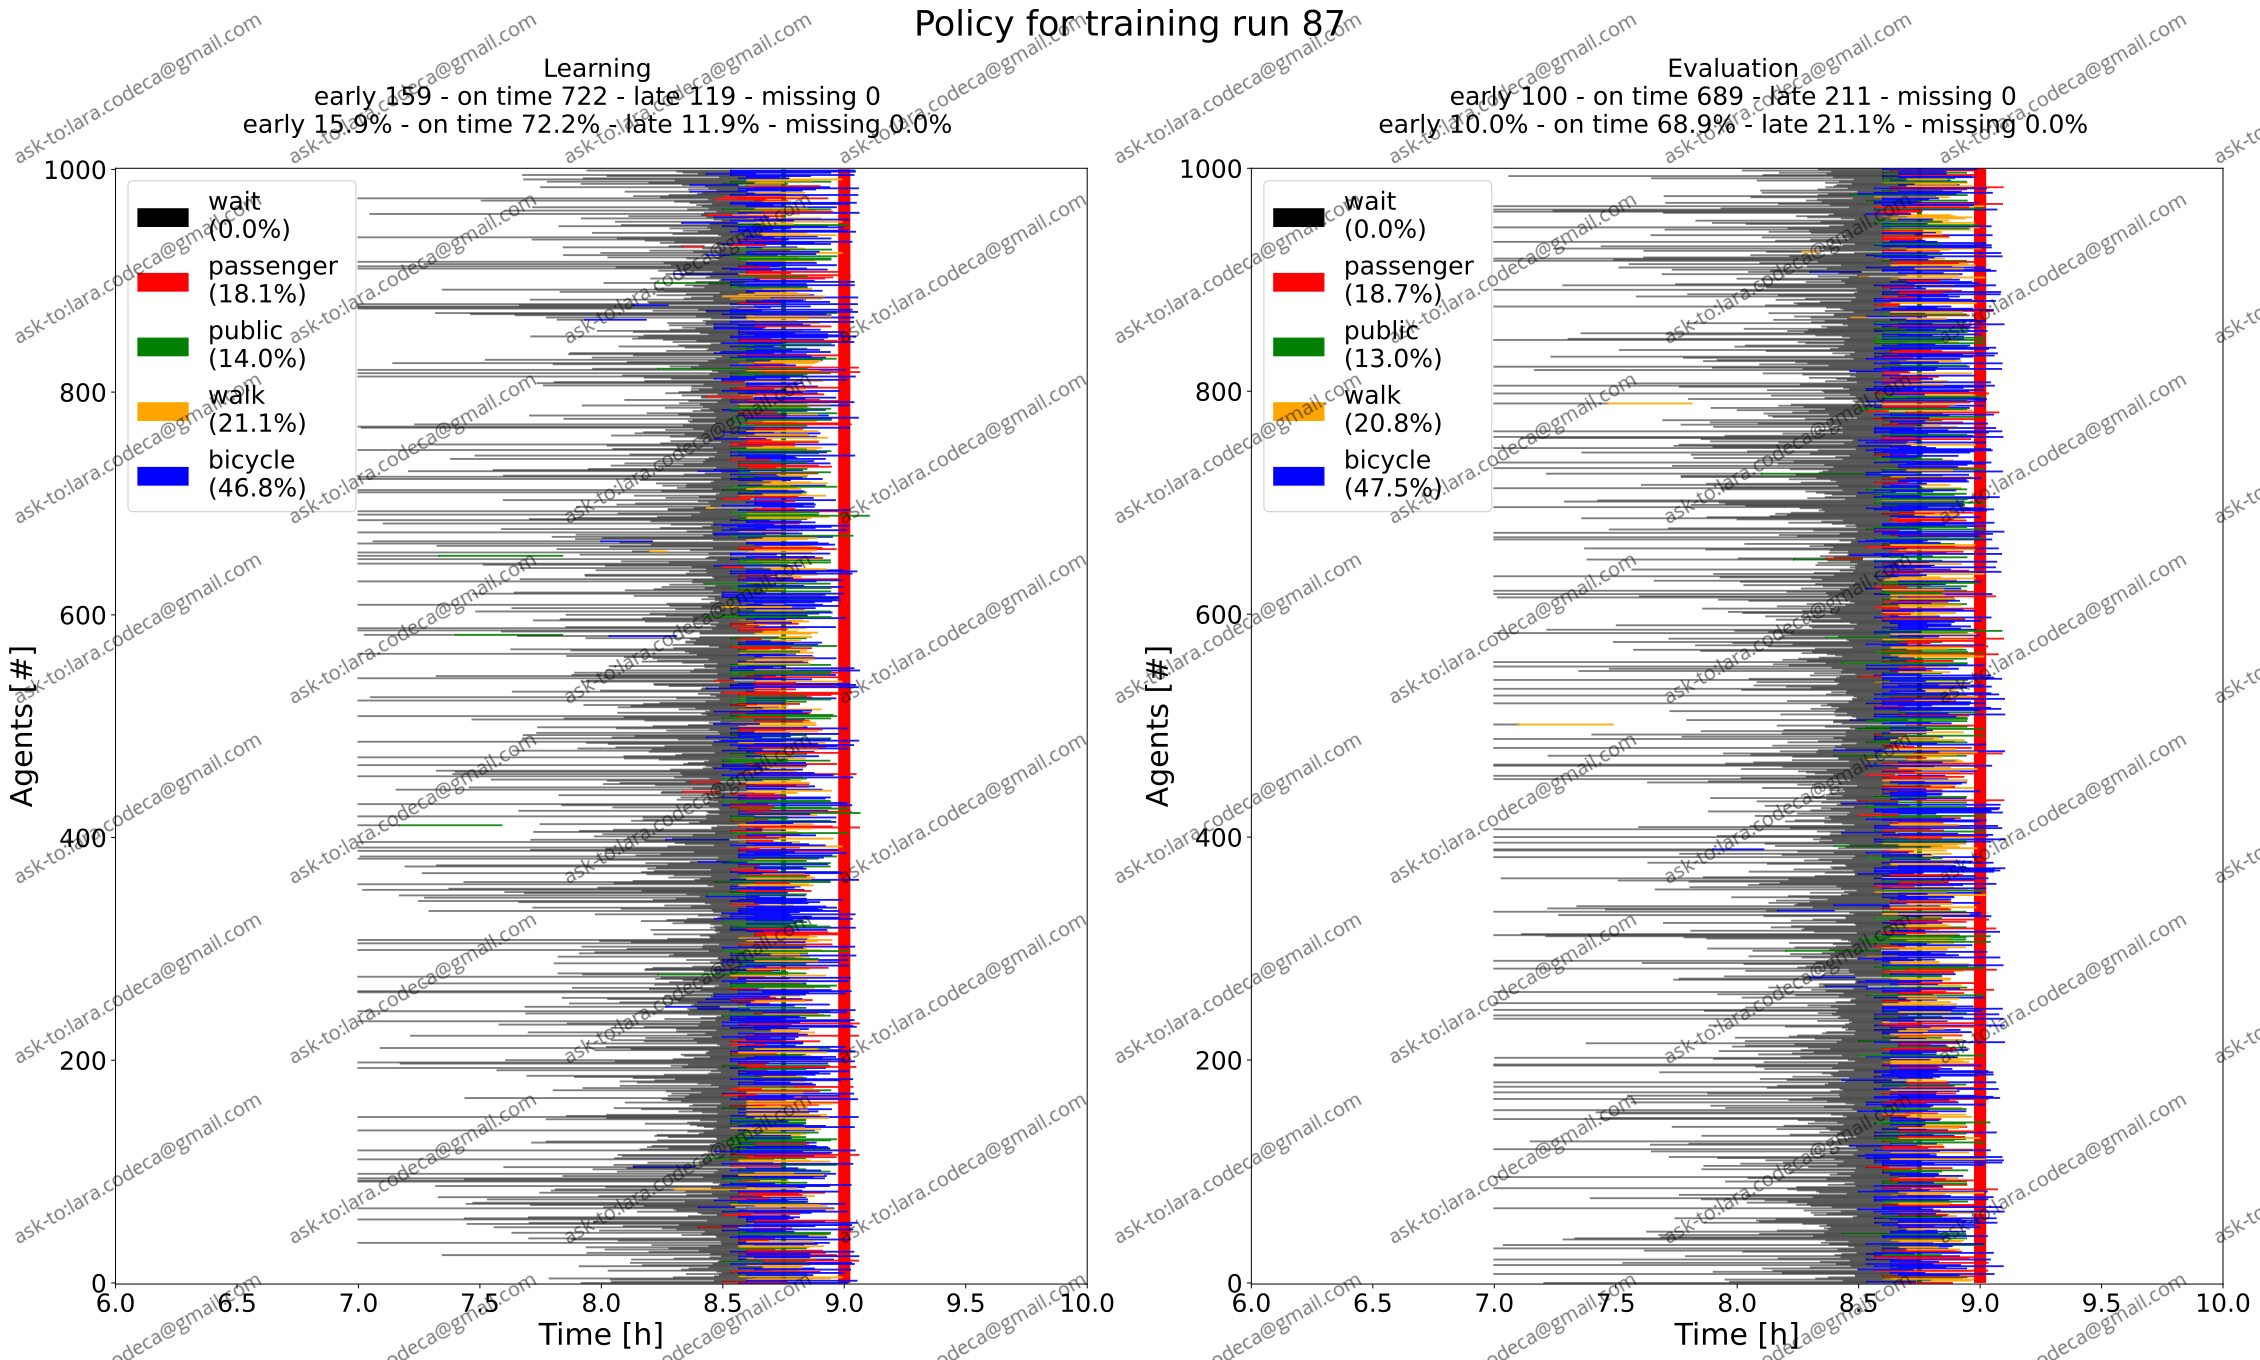 Policy for training run 87
Learning
early 159 - on time 722 - late 119 - missing 0
early 15.9% - on time 72.2% - late 11.9% - missing 0.0%
1000
800
600
400
200
0
Agents [#]
wait
(0.0%)
passenger
(18.1%)
public
(14.0%)
walk
(21.1%)
bicycle
(46.8%)
6.0 6.5 7.0 7.5 8.0 8.5 9.0 9.5 10.0
Time [h]
Evaluation
early 100 - on time 689 - late 211 - missing 0
early 10.0% - on time 68.9% - late 21.1% - missing 0.0%
1000
800
600
400
200
0
Agents [#]
wait
(0.0%)
passenger
(18.7%)
public
(13.0%)
walk
(20.8%)
bicycle
(47.5%)
6.0 6.5 7.0 7.5 8.0 8.5 9.0 9.5 10.0
Time [h]
ask-to:lara.codeca@gmail.com